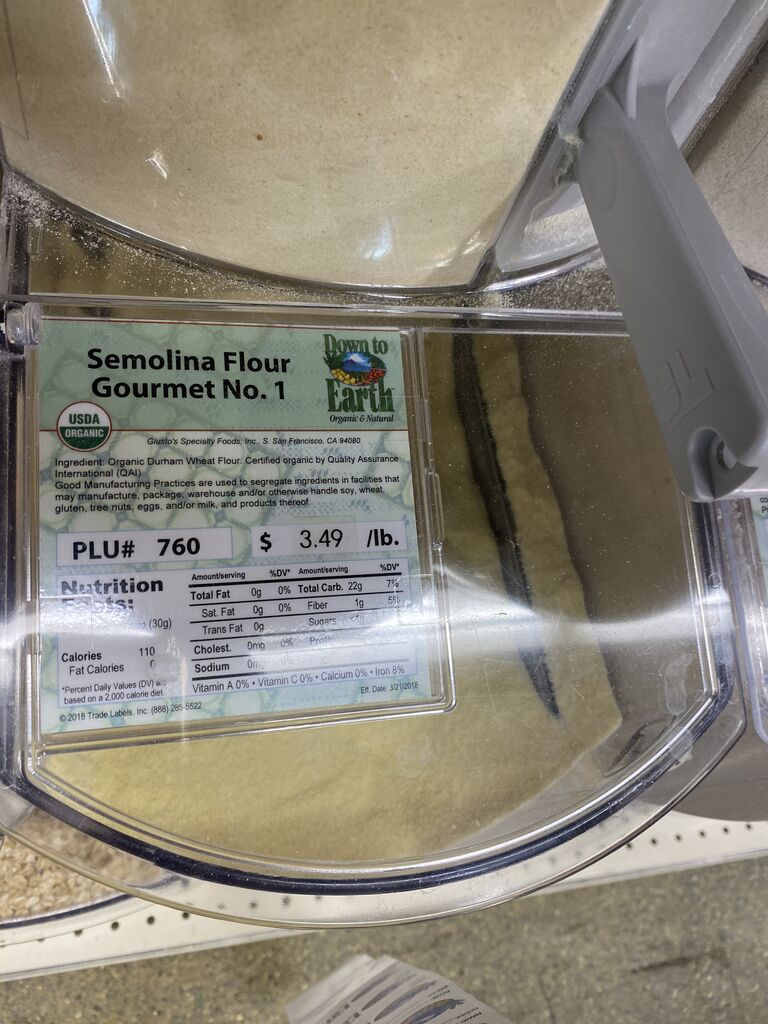 Semolina Flour
Gourmet No. 1
Down to
Earth
Organic & Natural
USDA
ORGANIC
Giusto's Specialty Foods, Inc.. S. San Francisco, CA 94080
Ingredient: Organic Durham Wheat Flour. Certified organic by Quality Assurance
International (QAI)
Good Manufacturing Practices are used to segregate ingredients in facilities that
may manufacture, package, warehouse and/or otherwise handle soy, wheat,
gluten, tree nuts, eggs, and/or milk, and products thereof.
PLU# 760
$ 3.49 /lb.
Nutrition
Facts:
(30g)
Calories 110
Fat Calories
*Percent Daily Values (DV)
based on a 2,000 calorie diet.
Amount/serving %DV* Amount/serving %DV*
Total Fat 0g 0% Total Carb. 22g 7%
Sat. Fat 0g 0% Fiber 1g 5%
Trans Fat 0g Sugars
Cholest. 0mg 0% Protein
Sodium 0mg 0%
Vitamin A 0% • Vitamin C 0% • Calcium 0% • Iron 8%
© 2018 Trade Labels, Inc. (888) 285-5522
Eff. Date: 3/21/2018